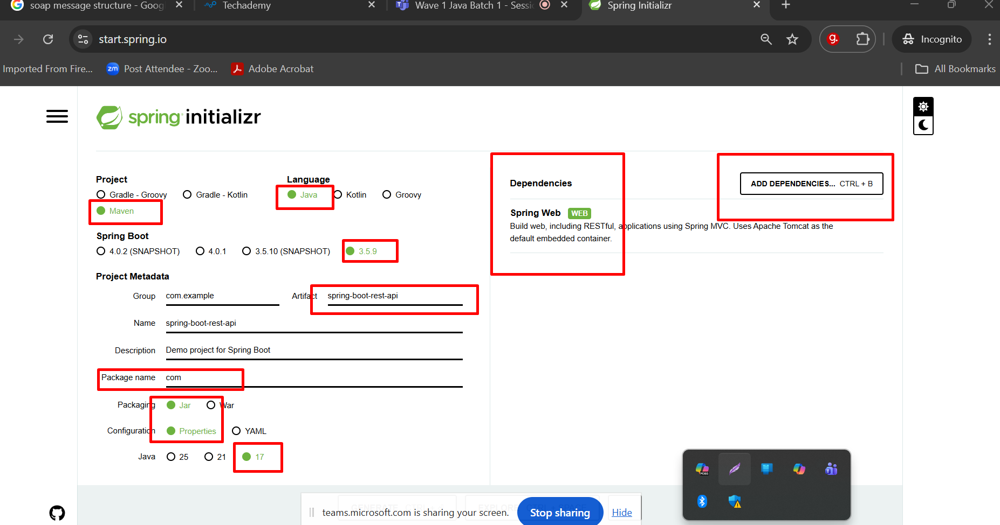 soap message structure - Goog
Techademy
Wave 1 Java Batch 1 - Sessi
Spring Initializr
start.spring.io
g.
Incognito
Imported From Fire...
zm
Post Attendee - Zoo...
Adobe Acrobat
All Bookmarks
spring initializr
Project
Gradle - Groovy
Gradle - Kotlin
Maven
Language
Java
Kotlin
Groovy
Spring Boot
4.0.2 (SNAPSHOT)
4.0.1
3.5.10 (SNAPSHOT)
3.5.9
Project Metadata
Group
com.example
Artifact
spring-boot-rest-api
Name
spring-boot-rest-api
Description
Demo project for Spring Boot
Package name
com
Packaging
Jar
War
Configuration
Properties
YAML
Java
25
21
17
Dependencies
ADD DEPENDENCIES... CTRL + B
Spring Web WEB
Build web, including RESTful, applications using Spring MVC. Uses Apache Tomcat as the
default embedded container.
teams.microsoft.com is sharing your screen.
Stop sharing
Hide
M365